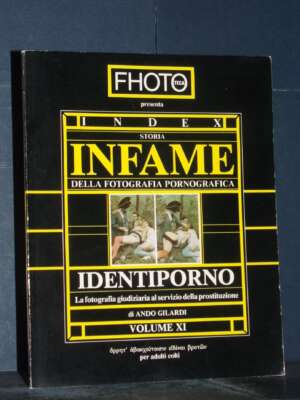 FHOTO
TECA
presenta
INDEX
STORIA
INFAME
DELLA FOTOGRAFIA PORNOGRAFICA
IDENTIPORNO
La fotografia giudiziaria al servizio della prostituzione
di ANDO GILARDI
VOLUME XI
per adulti colti